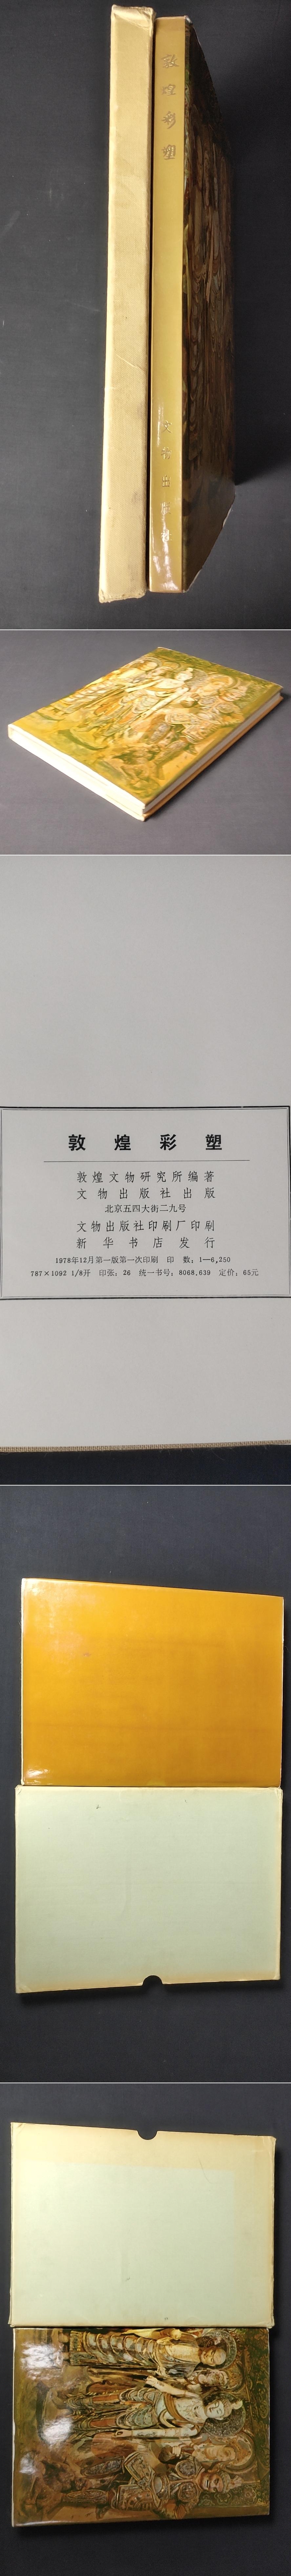 敦煌彩塑
文物出版社
敦煌彩塑
敦煌文物研究所编著
文物出版社出版
北京五四大街二九号
文物出版社印刷厂印刷
新华书店发行
1978年12月第一版第一次印刷 印 数：1—6,250
787×1092 1/8开 印张：26 统一书号：8068,639 定价：65元